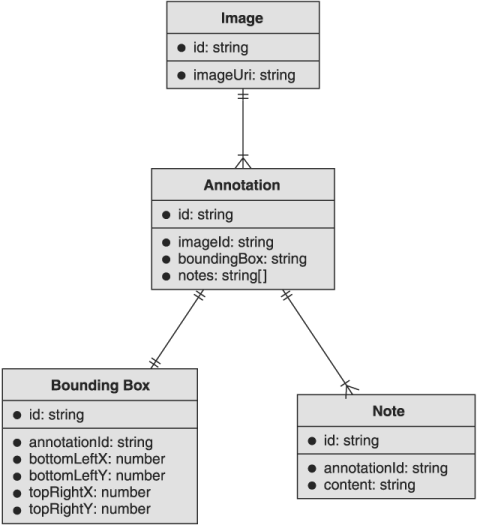 Image
id: string
imageUri: string
Annotation
id: string
imageId: string
boundingBox: string
notes: string[]
Bounding Box
id: string
annotationId: string
bottomLeftX: number
bottomLeftY: number
topRightX: number
topRightY: number
Note
id: string
annotationId: string
content: string